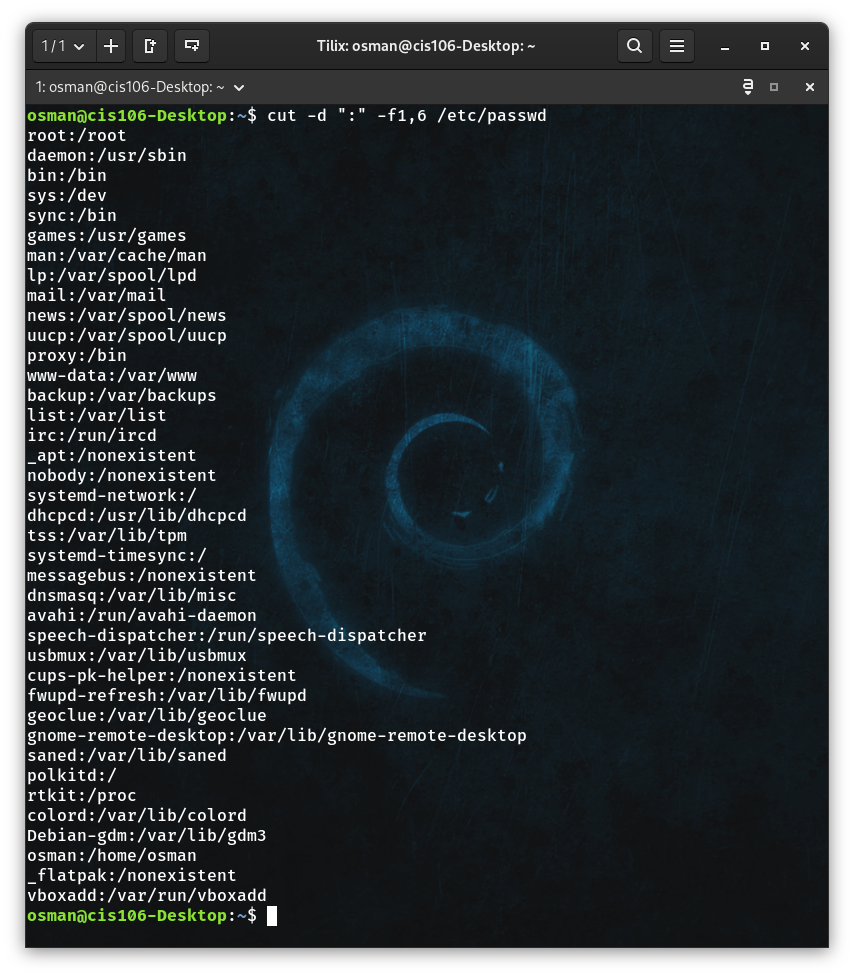 1 / 1
Tilix: osman@cis106-Desktop: ~
1: osman@cis106-Desktop: ~
osman@cis106-Desktop:~$ cut -d ":" -f1,6 /etc/passwd
root:/root
daemon:/usr/sbin
bin:/bin
sys:/dev
sync:/bin
games:/usr/games
man:/var/cache/man
lp:/var/spool/lpd
mail:/var/mail
news:/var/spool/news
uucp:/var/spool/uucp
proxy:/bin
www-data:/var/www
backup:/var/backups
list:/var/list
irc:/run/ircd
_apt:/nonexistent
nobody:/nonexistent
systemd-network:/
dhcpcd:/usr/lib/dhcpcd
tss:/var/lib/tpm
systemd-timesync:/
messagebus:/nonexistent
dnsmasq:/var/lib/misc
avahi:/run/avahi-daemon
speech-dispatcher:/run/speech-dispatcher
usbmux:/var/lib/usbmux
cups-pk-helper:/nonexistent
fwupd-refresh:/var/lib/fwupd
geoclue:/var/lib/geoclue
gnome-remote-desktop:/var/lib/gnome-remote-desktop
saned:/var/lib/saned
polkitd:/
rtkit:/proc
colord:/var/lib/colord
Debian-gdm:/var/lib/gdm3
osman:/home/osman
_flatpak:/nonexistent
vboxadd:/var/run/vboxadd
osman@cis106-Desktop:~$